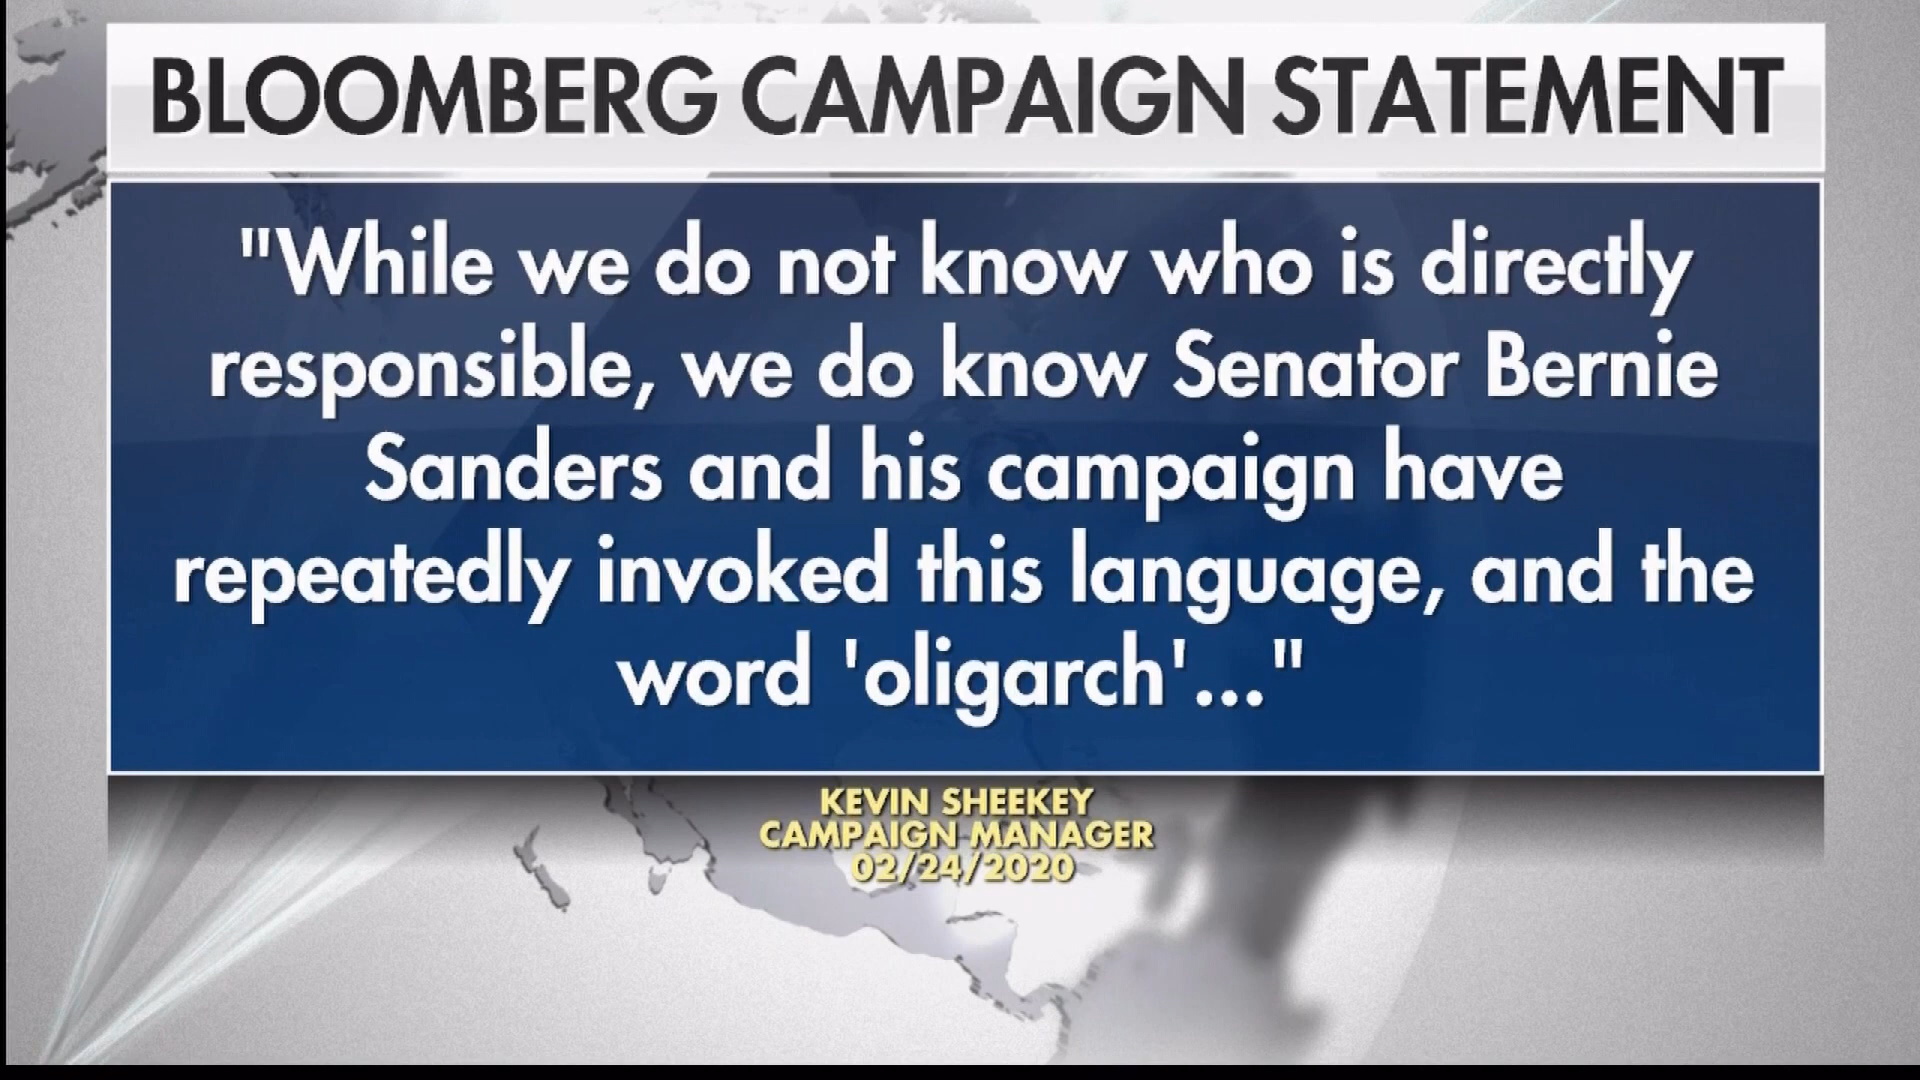 BLOOMBERG CAMPAIGN STATEMENT
"While we do not know who is directly
responsible, we do know Senator Bernie
Sanders and his campaign have
repeatedly invoked this language, and the
word 'oligarch'..."
KEVIN SHEEKEY
CAMPAIGN MANAGER
02/24/2020